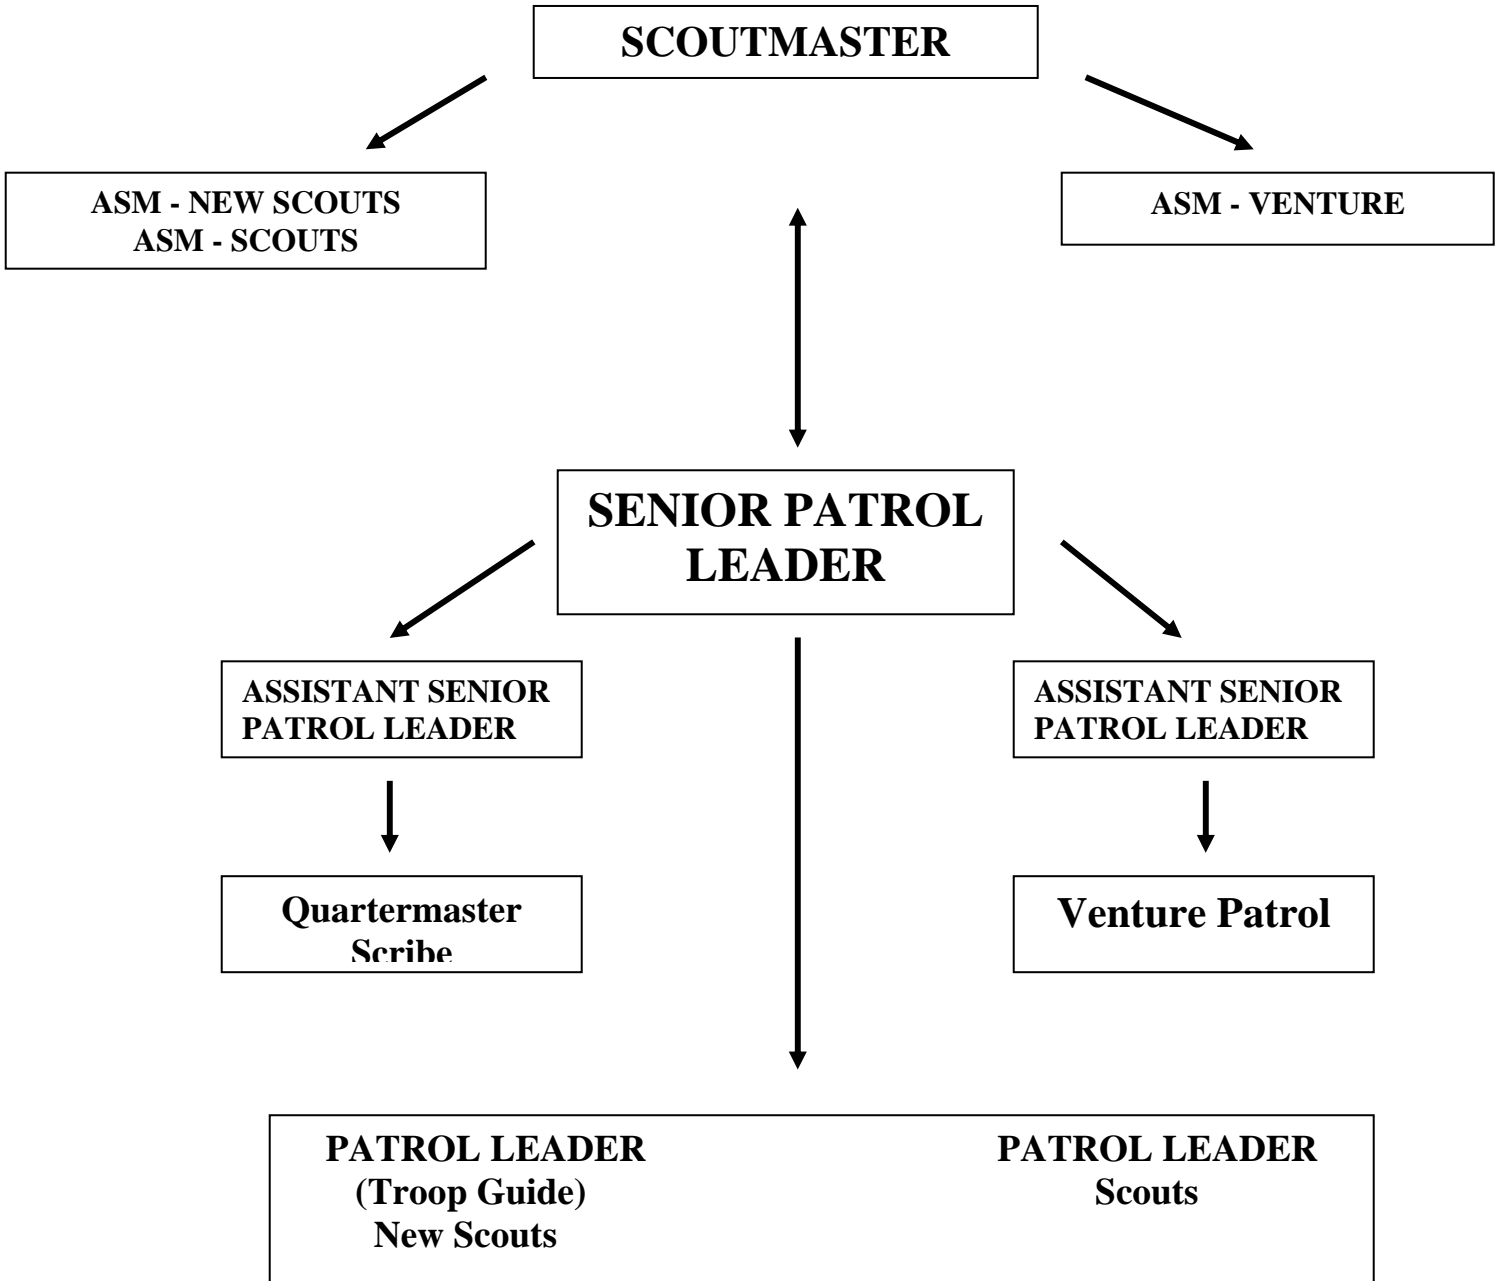 SCOUTMASTER
ASM - NEW SCOUTS
ASM - SCOUTS
ASM - VENTURE
SENIOR PATROL
LEADER
ASSISTANT SENIOR
PATROL LEADER
ASSISTANT SENIOR
PATROL LEADER
Quartermaster
Scribe
Venture Patrol
PATROL LEADER
(Troop Guide)
New Scouts
PATROL LEADER
Scouts